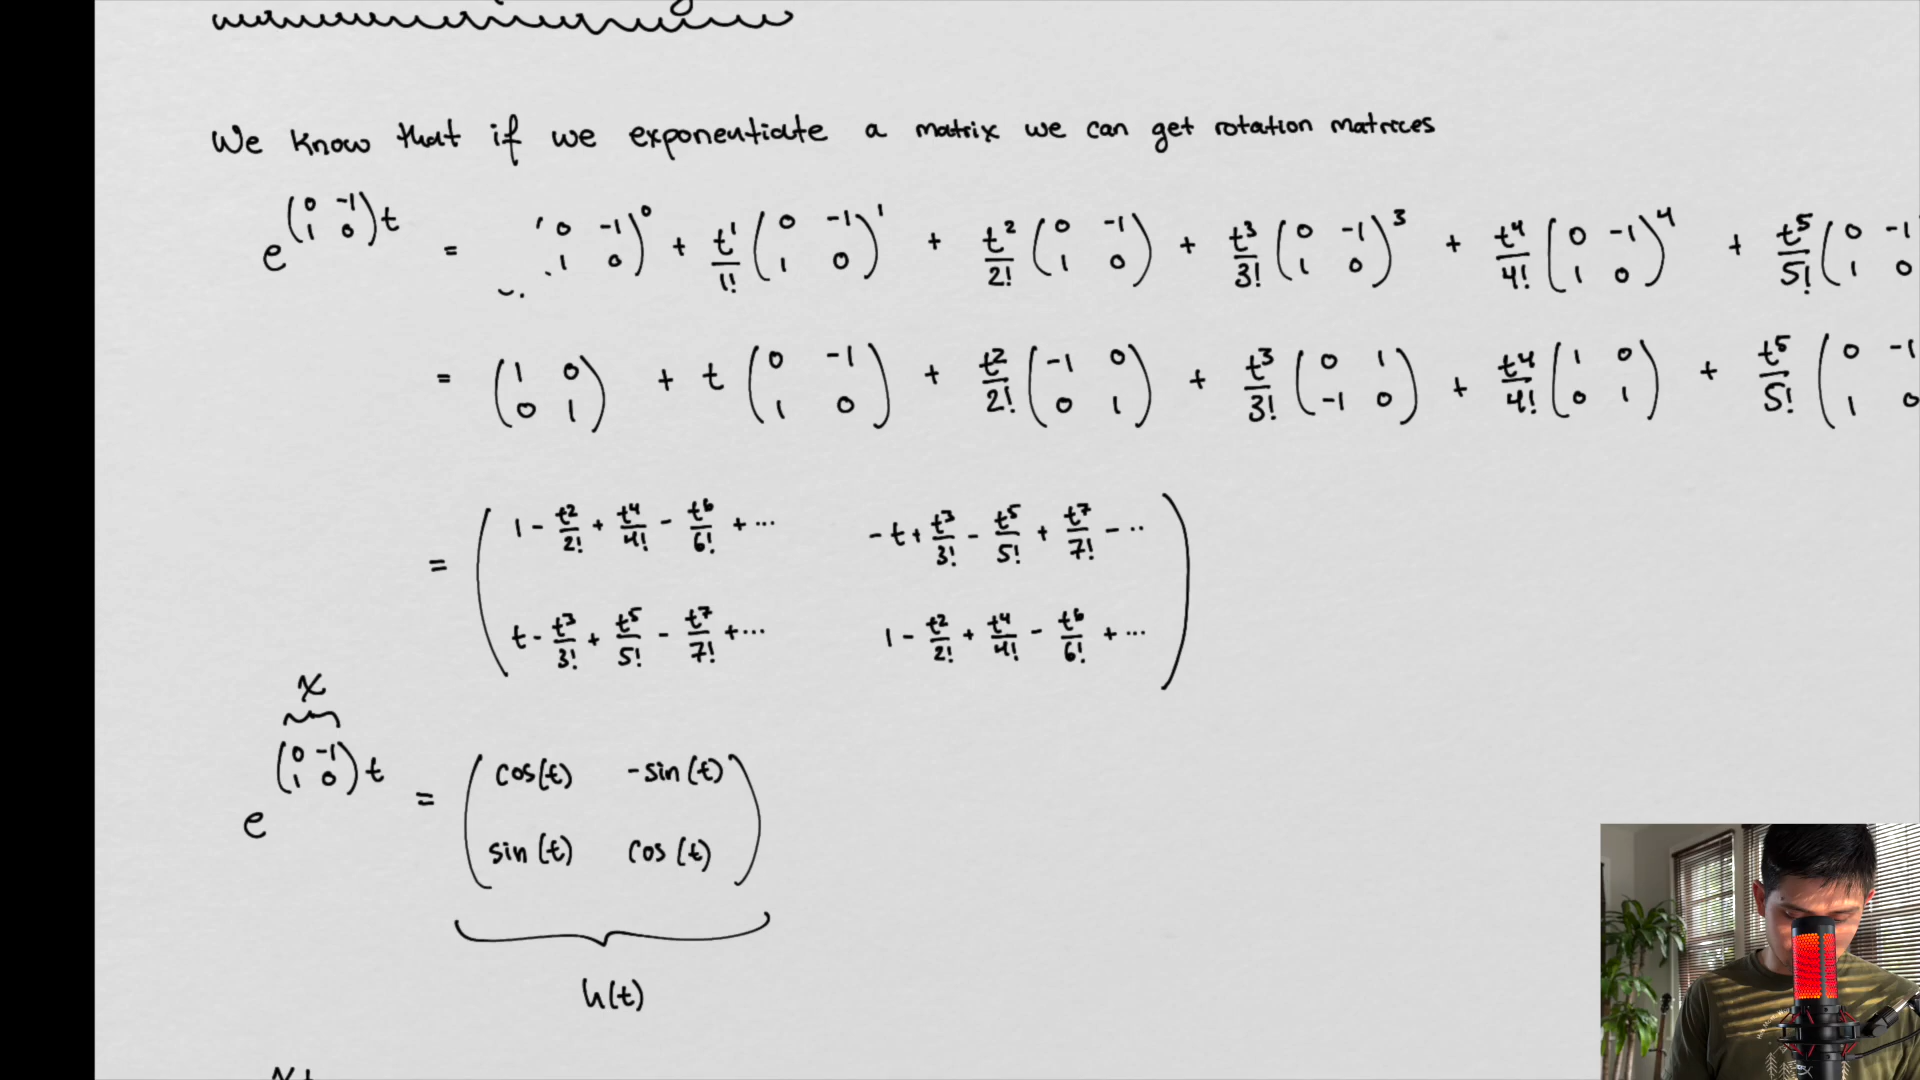 We know that if we exponentiate a matrix we can get rotation matrices
e^{(0 -1; 1 0)t} = (0 -1; 1 0)^0 + t^1/1! (0 -1; 1 0)^1 + t^2/2! (0 -1; 1 0) + t^3/3! (0 -1; 1 0)^3 + t^4/4! (0 -1; 1 0)^4 + t^5/5! (0 -1; 1 0
= (1 0; 0 1) + t (0 -1; 1 0) + t^2/2! (-1 0; 0 1) + t^3/3! (0 1; -1 0) + t^4/4! (1 0; 0 1) + t^5/5! (0 -1; 1 0
= ( 1 - t^2/2! + t^4/4! - t^6/6! + ... -t + t^3/3! - t^5/5! + t^7/7! - ..
t - t^3/3! + t^5/5! - t^7/7! + ... 1 - t^2/2! + t^4/4! - t^6/6! + ... )
X
e^{(0 -1; 1 0)t} = ( cos(t) -sin(t)
sin(t) cos(t) )
h(t)